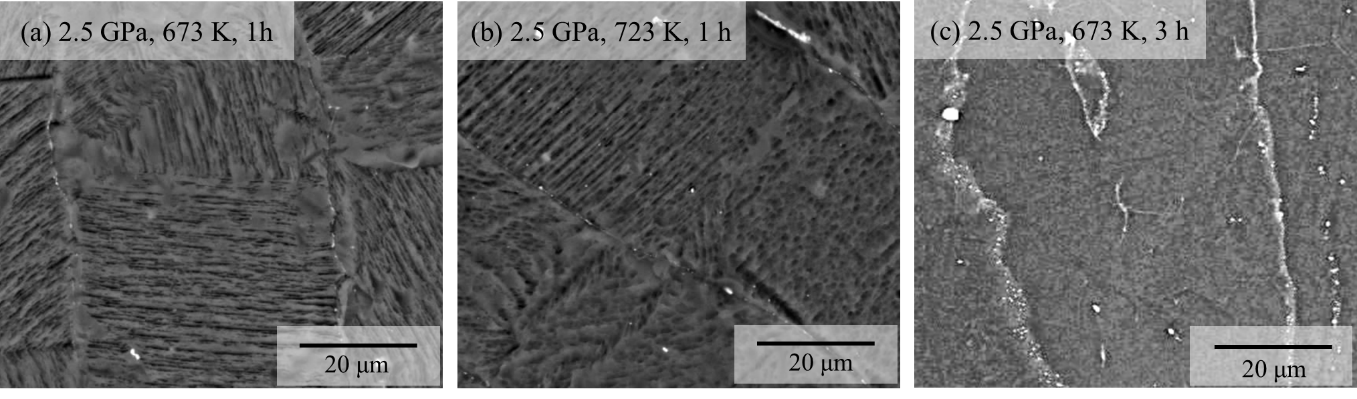 (a) 2.5 GPa, 673 K, 1h
(b) 2.5 GPa, 723 K, 1 h
(c) 2.5 GPa, 673 K, 3 h
20 μm
20 μm
20 μm